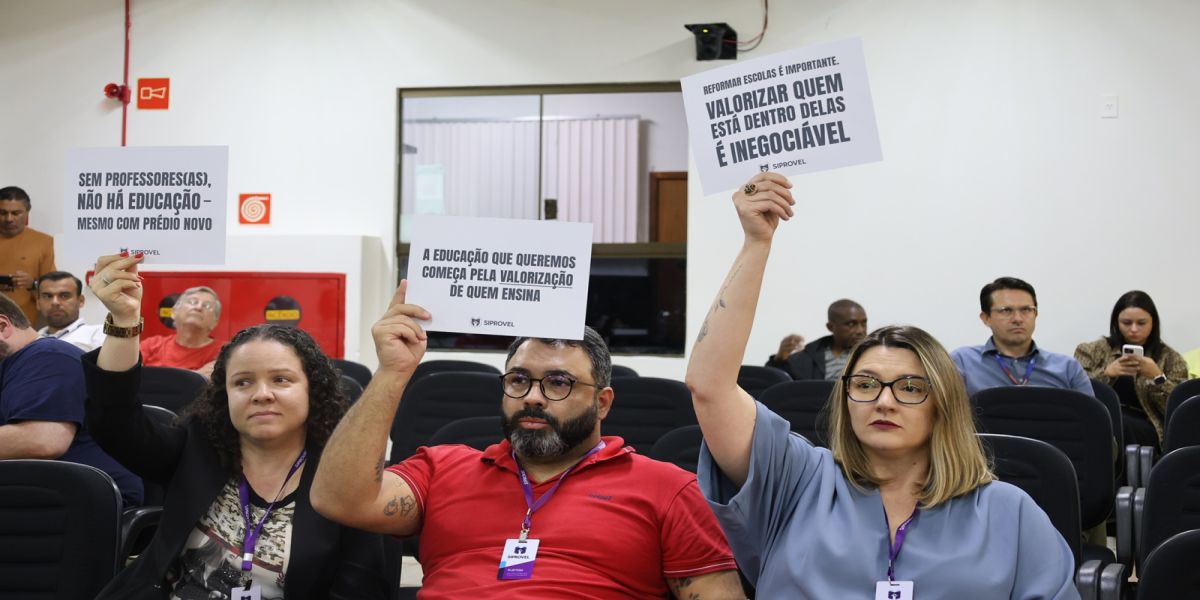 SEM PROFESSORES(AS),
NÃO HÁ EDUCAÇÃO –
MESMO COM PRÉDIO NOVO
SIPROVEL
A EDUCAÇÃO QUE QUEREMOS
COMEÇA PELA VALORIZAÇÃO
DE QUEM ENSINA
SIPROVEL
REFORMAR ESCOLAS É IMPORTANTE.
VALORIZAR QUEM
ESTÁ DENTRO DELAS
É INEGOCIÁVEL
SIPROVEL
SIPROVEL